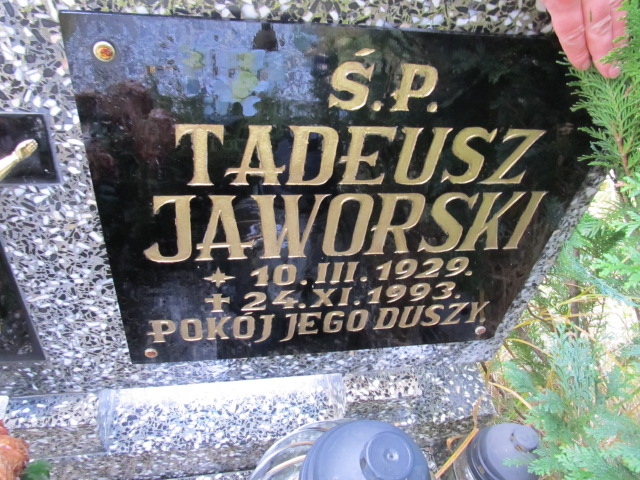 Ś.P.
TADEUSZ
JAWORSKI
✦ 10.III.1929.
✝ 24.XI.1993.
POKÓJ JEGO DUSZY.